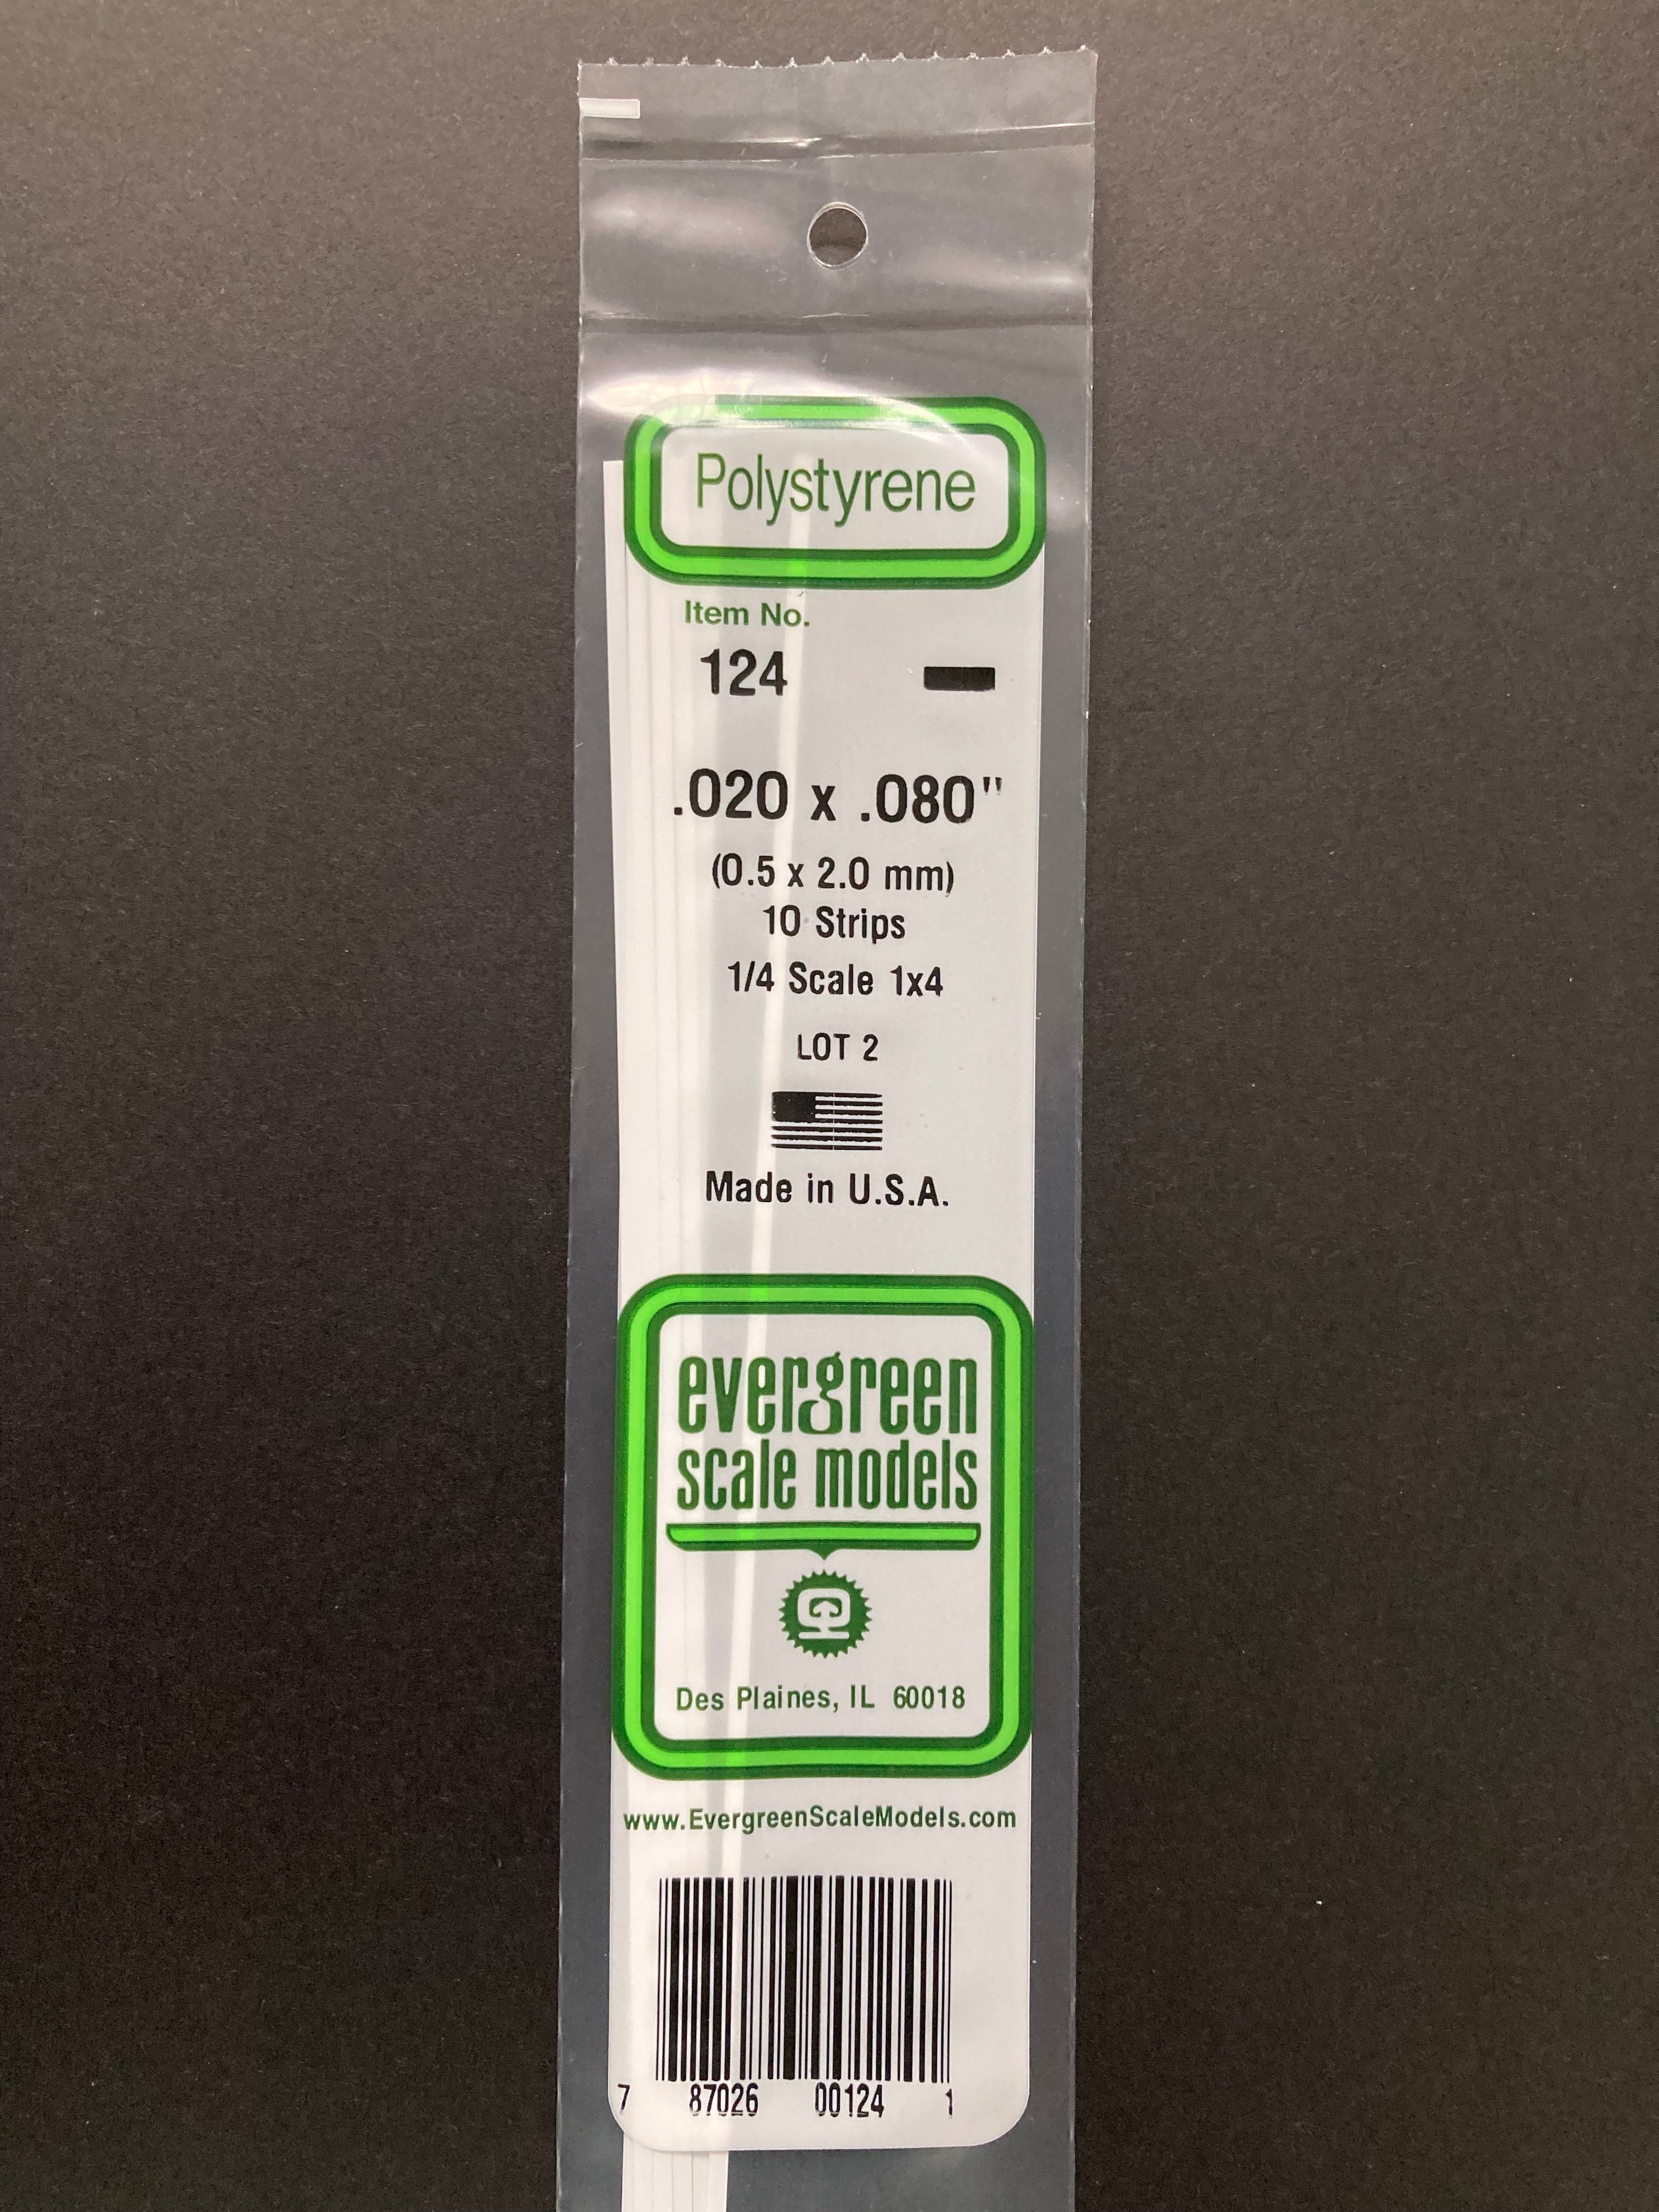 Polystyrene
Item No.
124
.020 x .080"
(0.5 x 2.0 mm)
10 Strips
1/4 Scale 1x4
LOT 2
Made in U.S.A.
evergreen
scale models
Des Plaines, IL 60018
www.EvergreenScaleModels.com
7 87026 00124 1